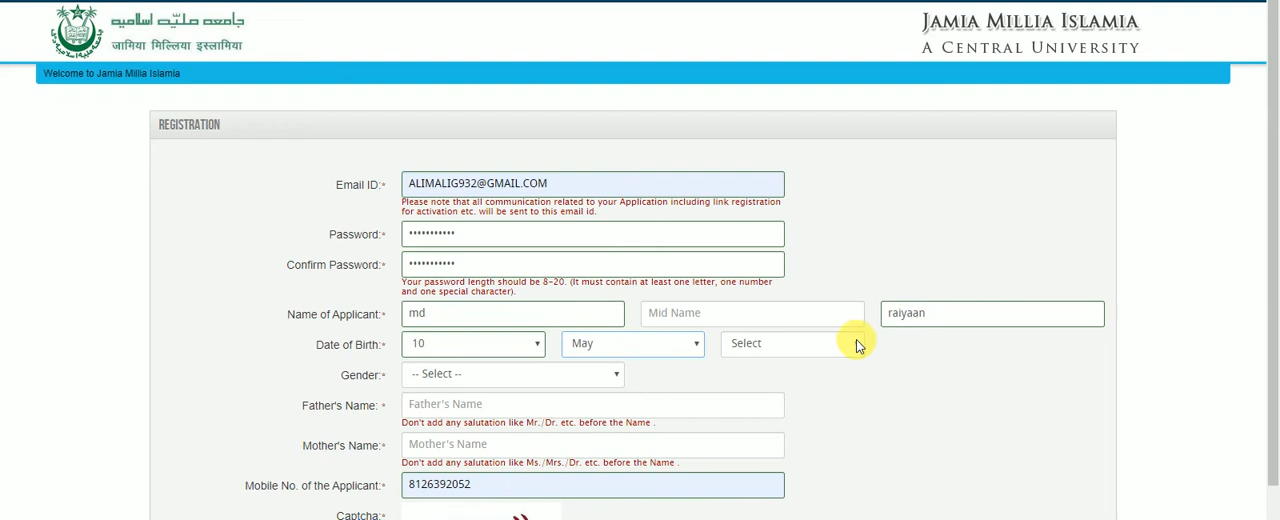 جامعہ ملیہ اسلامیہ
जामिया मिल्लिया इस्लामिया
JAMIA MILLIA ISLAMIA
A CENTRAL UNIVERSITY
Welcome to Jamia Millia Islamia
REGISTRATION
Email ID:* ALIMALIG932@GMAIL.COM
Please note that all communication related to your Application including link registration
for activation etc. will be sent to this email id.
Password:* •••••••••••
Confirm Password:* •••••••••••
Your password length should be 8-20. (It must contain at least one letter, one number
and one special character).
Name of Applicant:* md Mid Name raiyaan
Date of Birth:* 10 May Select
Gender:* -- Select --
Father's Name: * Father's Name
Don't add any salutation like Mr./Dr. etc. before the Name .
Mother's Name:* Mother's Name
Don't add any salutation like Ms./Mrs./Dr. etc. before the Name .
Mobile No. of the Applicant:* 8126392052
Captcha:*